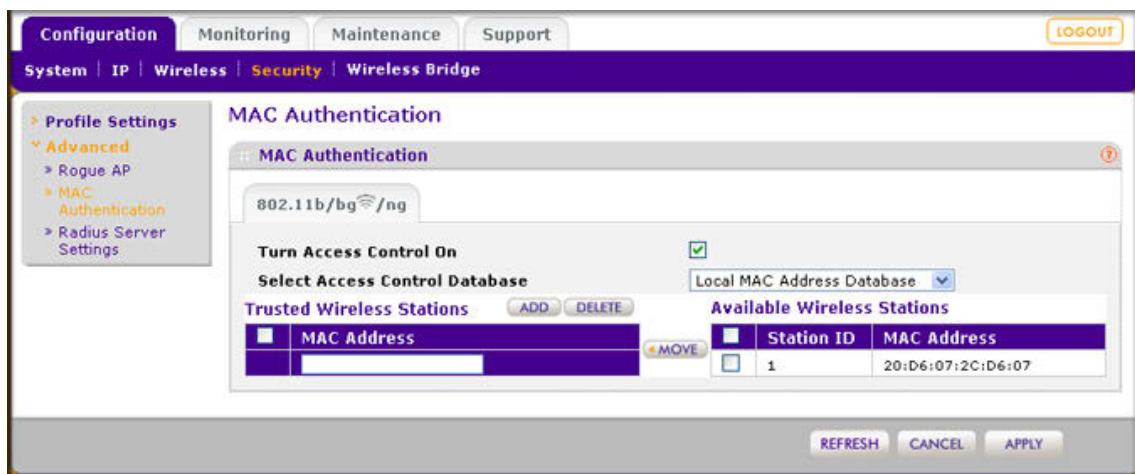 Configuration Monitoring Maintenance Support LOGOUT
System IP Wireless Security Wireless Bridge
Profile Settings
Advanced
Rogue AP
MAC
Authentication
Radius Server
Settings
MAC Authentication
MAC Authentication ?
802.11b/bg /ng
Turn Access Control On
Select Access Control Database Local MAC Address Database
Trusted Wireless Stations ADD DELETE
MAC Address
MOVE
Available Wireless Stations
Station ID MAC Address
1 20:D6:07:2C:D6:07
REFRESH CANCEL APPLY